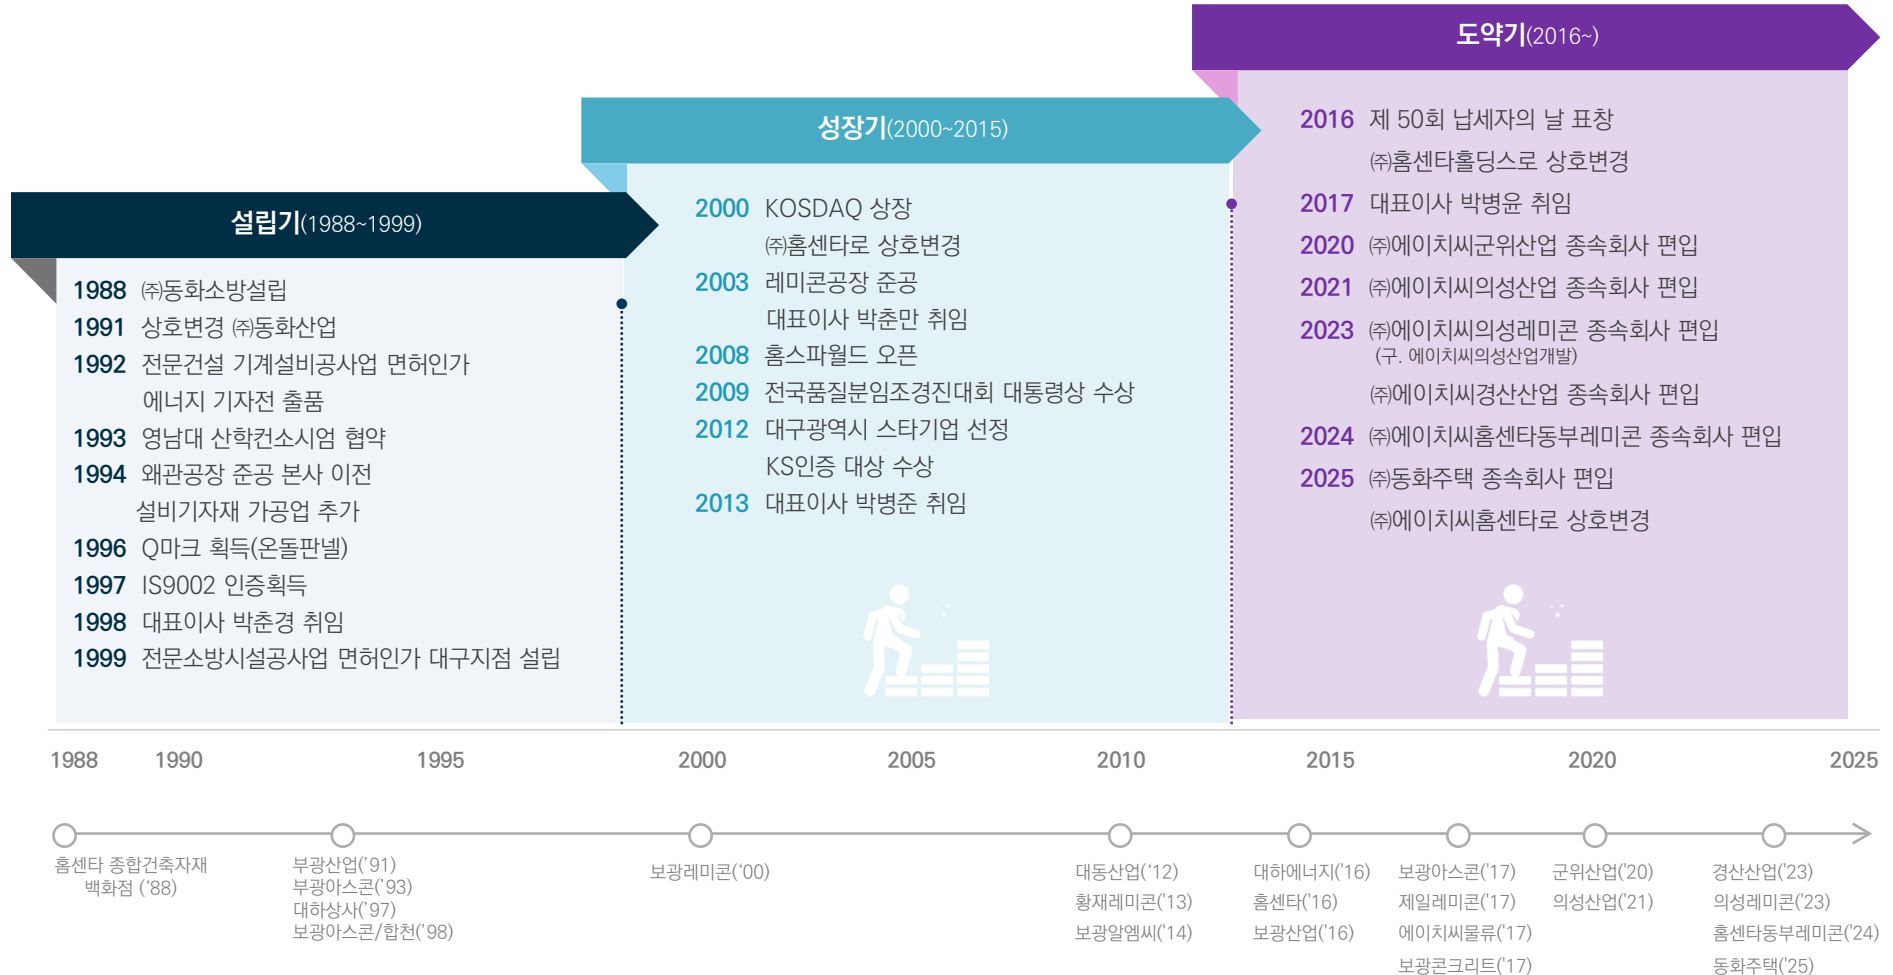 설립기(1988~1999)
1988 ㈜동화소방설립
1991 상호변경 ㈜동화산업
1992 전문건설 기계설비공사업 면허인가
에너지 기자전 출품
1993 영남대 산학컨소시엄 협약
1994 왜관공장 준공 본사 이전
설비기자재 가공업 추가
1996 Q마크 획득(온돌판넬)
1997 IS9002 인증획득
1998 대표이사 박춘경 취임
1999 전문소방시설공사업 면허인가 대구지점 설립
성장기(2000~2015)
2000 KOSDAQ 상장
㈜홈센타로 상호변경
2003 레미콘공장 준공
대표이사 박춘만 취임
2008 홈스파월드 오픈
2009 전국품질분임조경진대회 대통령상 수상
2012 대구광역시 스타기업 선정
KS인증 대상 수상
2013 대표이사 박병준 취임
도약기(2016~)
2016 제 50회 납세자의 날 표창
㈜홈센타홀딩스로 상호변경
2017 대표이사 박병윤 취임
2020 ㈜에이치씨군위산업 종속회사 편입
2021 ㈜에이치씨의성산업 종속회사 편입
2023 ㈜에이치씨의성레미콘 종속회사 편입
(구. 에이치씨의성산업개발)
㈜에이치씨경산산업 종속회사 편입
2024 ㈜에이치씨홈센타동부레미콘 종속회사 편입
2025 ㈜동화주택 종속회사 편입
㈜에이치씨홈센타로 상호변경
1988 1990 1995 2000 2005 2010 2015 2020 2025
홈센타 종합건축자재
백화점 (‘88)
부광산업(’91)
부광아스콘(’93)
대하상사(’97)
보광아스콘/합천(’98)
보광레미콘(‘00)
대동산업(‘12)
황재레미콘('13)
보광알엠씨('14)
대하에너지('16)
홈센타('16)
보광산업('16)
보광아스콘('17)
제일레미콘('17)
에이치씨물류('17)
보광콘크리트('17)
군위산업('20)
의성산업('21)
경산산업('23)
의성레미콘('23)
홈센타동부레미콘('24)
동화주택('25)